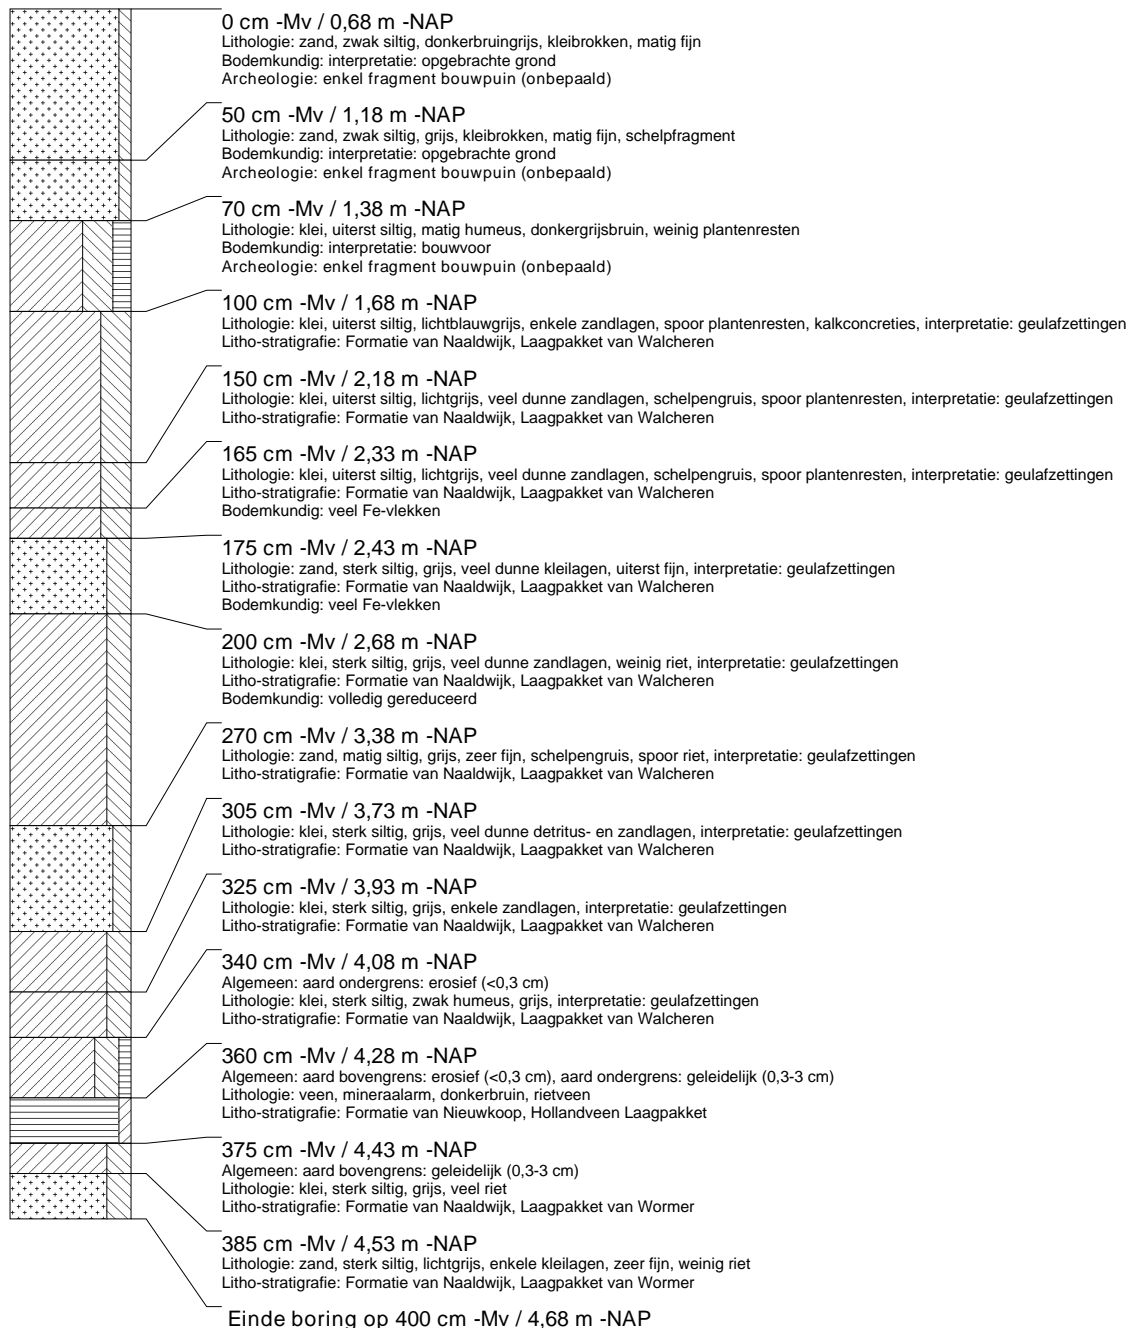 0 cm -Mv / 0,68 m -NAP
Lithologie: zand, zwak siltig, donkerbruingrijs, kleibrokken, matig fijn
Bodemkundig: interpretatie: opgebrachte grond
Archeologie: enkel fragment bouwpuin (onbepaald)
50 cm -Mv / 1,18 m -NAP
Lithologie: zand, zwak siltig, grijs, kleibrokken, matig fijn, schelpfragment
Bodemkundig: interpretatie: opgebrachte grond
Archeologie: enkel fragment bouwpuin (onbepaald)
70 cm -Mv / 1,38 m -NAP
Lithologie: klei, uiterst siltig, matig humeus, donkergrijsbruin, weinig plantenresten
Bodemkundig: interpretatie: bouwvoor
Archeologie: enkel fragment bouwpuin (onbepaald)
100 cm -Mv / 1,68 m -NAP
Lithologie: klei, uiterst siltig, lichtblauwgrijs, enkele zandlagen, spoor plantenresten, kalkconcreties, interpretatie: geulafzettingen
Litho-stratigrafie: Formatie van Naaldwijk, Laagpakket van Walcheren
150 cm -Mv / 2,18 m -NAP
Lithologie: klei, uiterst siltig, lichtgrijs, veel dunne zandlagen, schelpengruis, spoor plantenresten, interpretatie: geulafzettingen
Litho-stratigrafie: Formatie van Naaldwijk, Laagpakket van Walcheren
165 cm -Mv / 2,33 m -NAP
Lithologie: klei, uiterst siltig, lichtgrijs, veel dunne zandlagen, schelpengruis, spoor plantenresten, interpretatie: geulafzettingen
Litho-stratigrafie: Formatie van Naaldwijk, Laagpakket van Walcheren
Bodemkundig: veel Fe-vlekken
175 cm -Mv / 2,43 m -NAP
Lithologie: zand, sterk siltig, grijs, veel dunne kleilagen, uiterst fijn, interpretatie: geulafzettingen
Litho-stratigrafie: Formatie van Naaldwijk, Laagpakket van Walcheren
Bodemkundig: veel Fe-vlekken
200 cm -Mv / 2,68 m -NAP
Lithologie: klei, sterk siltig, grijs, veel dunne zandlagen, weinig riet, interpretatie: geulafzettingen
Litho-stratigrafie: Formatie van Naaldwijk, Laagpakket van Walcheren
Bodemkundig: volledig gereduceerd
270 cm -Mv / 3,38 m -NAP
Lithologie: zand, matig siltig, grijs, zeer fijn, schelpengruis, spoor riet, interpretatie: geulafzettingen
Litho-stratigrafie: Formatie van Naaldwijk, Laagpakket van Walcheren
305 cm -Mv / 3,73 m -NAP
Lithologie: klei, sterk siltig, grijs, veel dunne detritus- en zandlagen, interpretatie: geulafzettingen
Litho-stratigrafie: Formatie van Naaldwijk, Laagpakket van Walcheren
325 cm -Mv / 3,93 m -NAP
Lithologie: klei, sterk siltig, grijs, enkele zandlagen, interpretatie: geulafzettingen
Litho-stratigrafie: Formatie van Naaldwijk, Laagpakket van Walcheren
340 cm -Mv / 4,08 m -NAP
Algemeen: aard ondergrens: erosief (<0,3 cm)
Lithologie: klei, sterk siltig, zwak humeus, grijs, interpretatie: geulafzettingen
Litho-stratigrafie: Formatie van Naaldwijk, Laagpakket van Walcheren
360 cm -Mv / 4,28 m -NAP
Algemeen: aard bovengrens: erosief (<0,3 cm), aard ondergrens: geleidelijk (0,3-3 cm)
Lithologie: veen, mineraalarm, donkerbruin, rietveen
Litho-stratigrafie: Formatie van Nieuwkoop, Hollandveen Laagpakket
375 cm -Mv / 4,43 m -NAP
Algemeen: aard bovengrens: geleidelijk (0,3-3 cm)
Lithologie: klei, sterk siltig, grijs, veel riet
Litho-stratigrafie: Formatie van Naaldwijk, Laagpakket van Wormer
385 cm -Mv / 4,53 m -NAP
Lithologie: zand, sterk siltig, lichtgrijs, enkele kleilagen, zeer fijn, weinig riet
Litho-stratigrafie: Formatie van Naaldwijk, Laagpakket van Wormer
Einde boring op 400 cm -Mv / 4,68 m -NAP